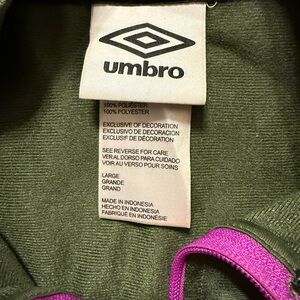 umbro
100% POLIESTER
100% POLYESTER
EXCLUSIVE OF DECORATION
EXCLUSIVO DE DECORACION
EXCLUSIF DE DÉCORATION
SEE REVERSE FOR CARE
VER AL DORSO PARA CUIDADO
VOIR AU VERSO POUR SOINS
LARGE
GRANDE
GRAND
MADE IN INDONESIA
HECHO EN INDONESIA
FABRIQUÉ EN INDONÉSIE